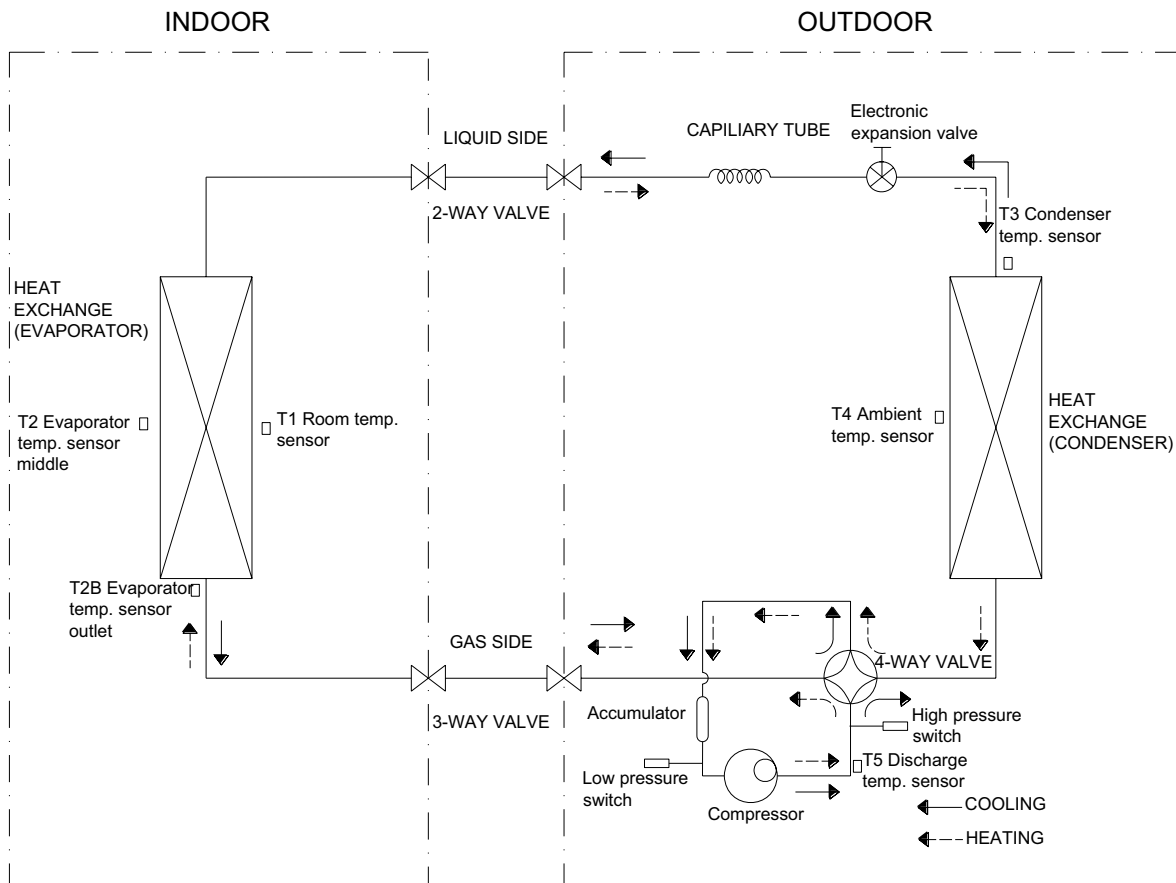 INDOOR
OUTDOOR
LIQUID SIDE
2-WAY VALVE
CAPILIARY TUBE
Electronic
expansion valve
T3 Condenser
temp. sensor
HEAT
EXCHANGE
(EVAPORATOR)
T2 Evaporator
temp. sensor
middle
T1 Room temp.
sensor
T4 Ambient
temp. sensor
HEAT
EXCHANGE
(CONDENSER)
T2B Evaporator
temp. sensor
outlet
GAS SIDE
3-WAY VALVE
4-WAY VALVE
Accumulator
High pressure
switch
Low pressure
switch
Compressor
T5 Discharge
temp. sensor
COOLING
HEATING